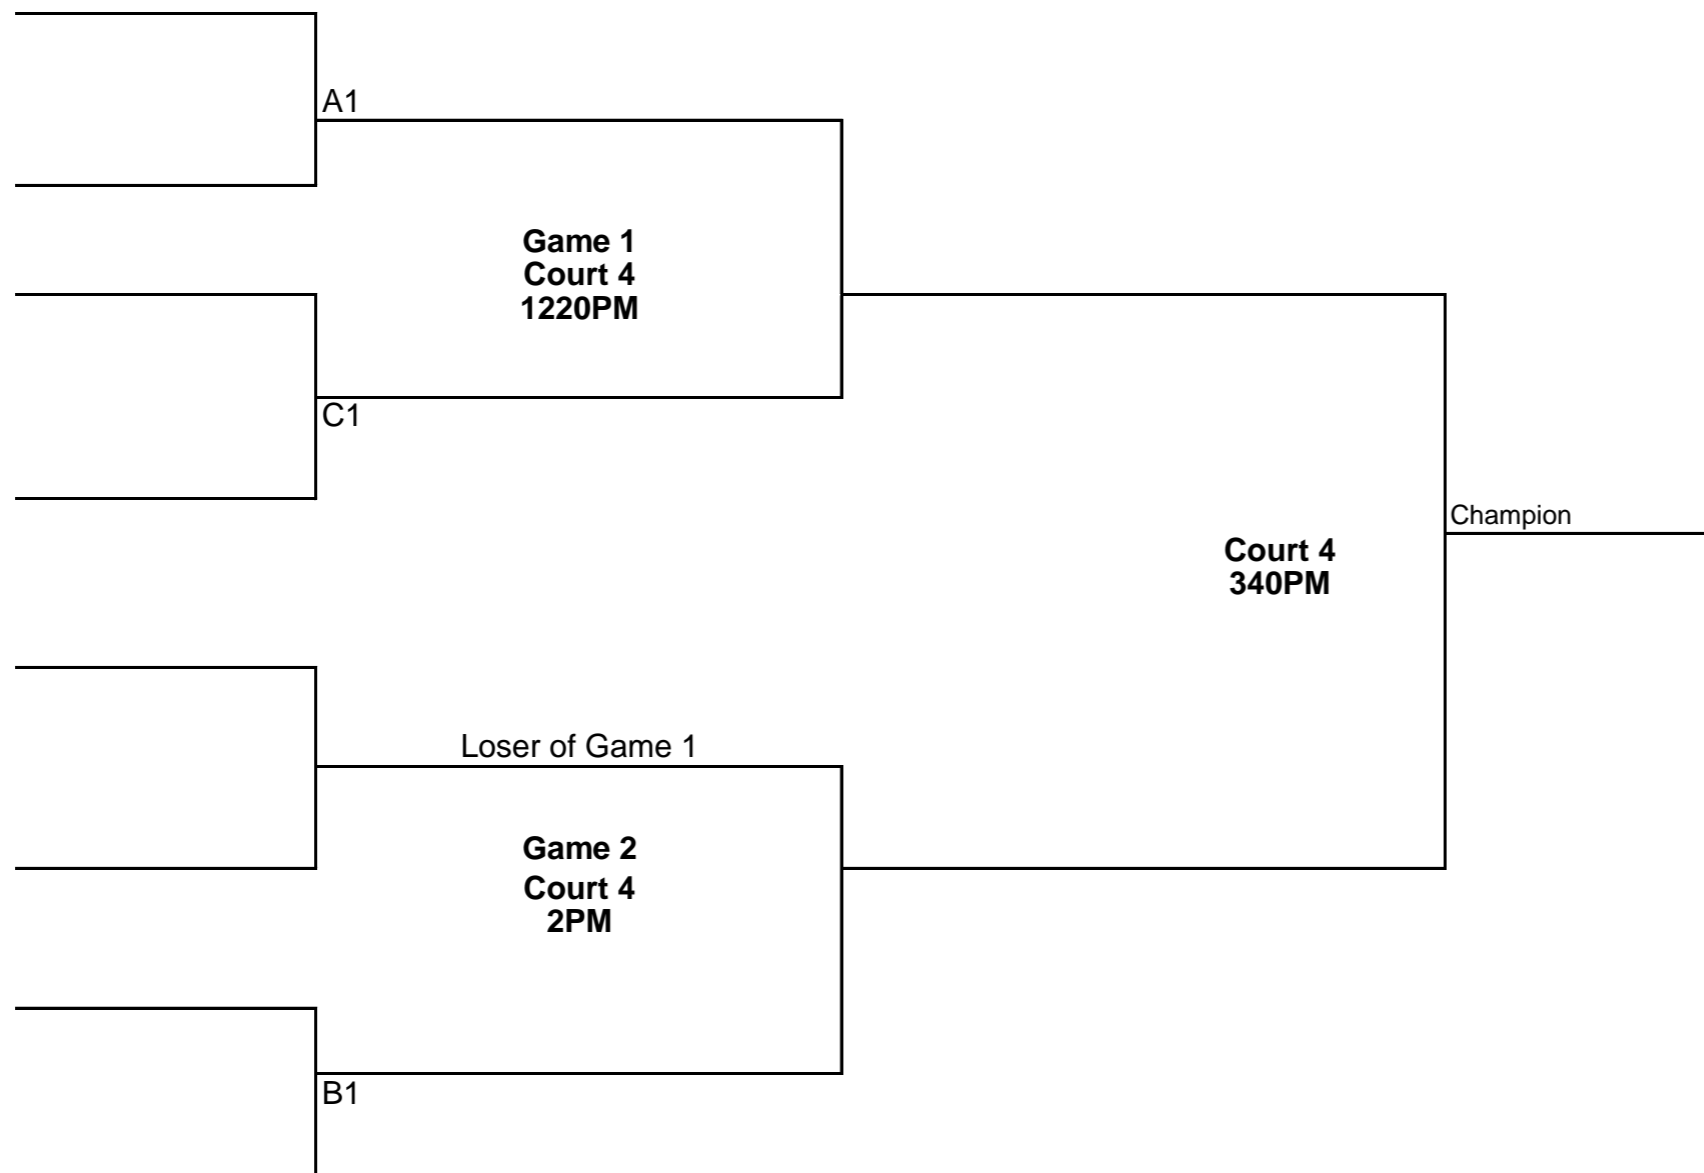 A1
Game 1
Court 4
1220PM
C1
Champion
Court 4
340PM
Loser of Game 1
Game 2
Court 4
2PM
B1